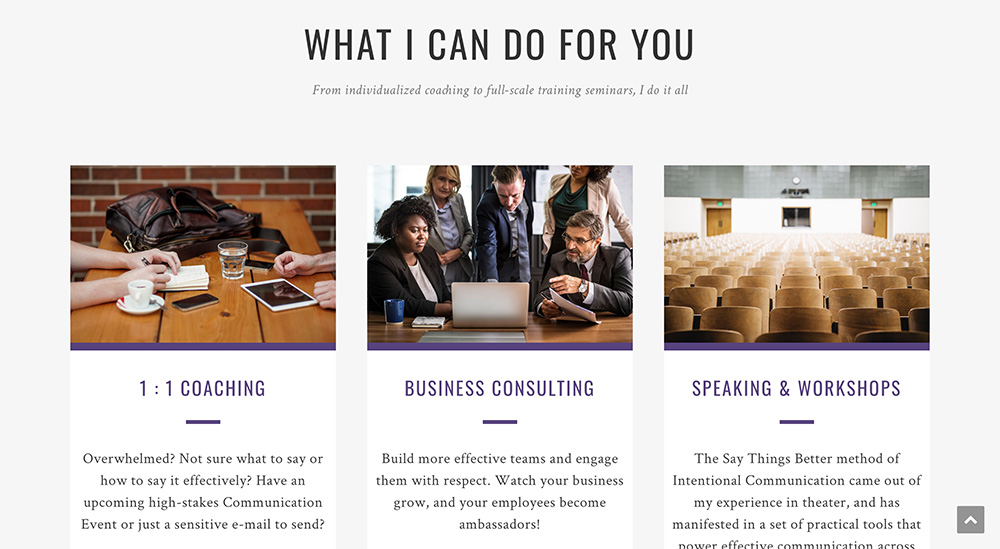 WHAT I CAN DO FOR YOU
From individualized coaching to full-scale training seminars, I do it all
1 : 1 COACHING
Overwhelmed? Not sure what to say or
how to say it effectively? Have an
upcoming high-stakes Communication
Event or just a sensitive e-mail to send?
BUSINESS CONSULTING
Build more effective teams and engage
them with respect. Watch your business
grow, and your employees become
ambassadors!
SPEAKING & WORKSHOPS
The Say Things Better method of
Intentional Communication came out of
my experience in theater, and has
manifested in a set of practical tools that
power effective communication across